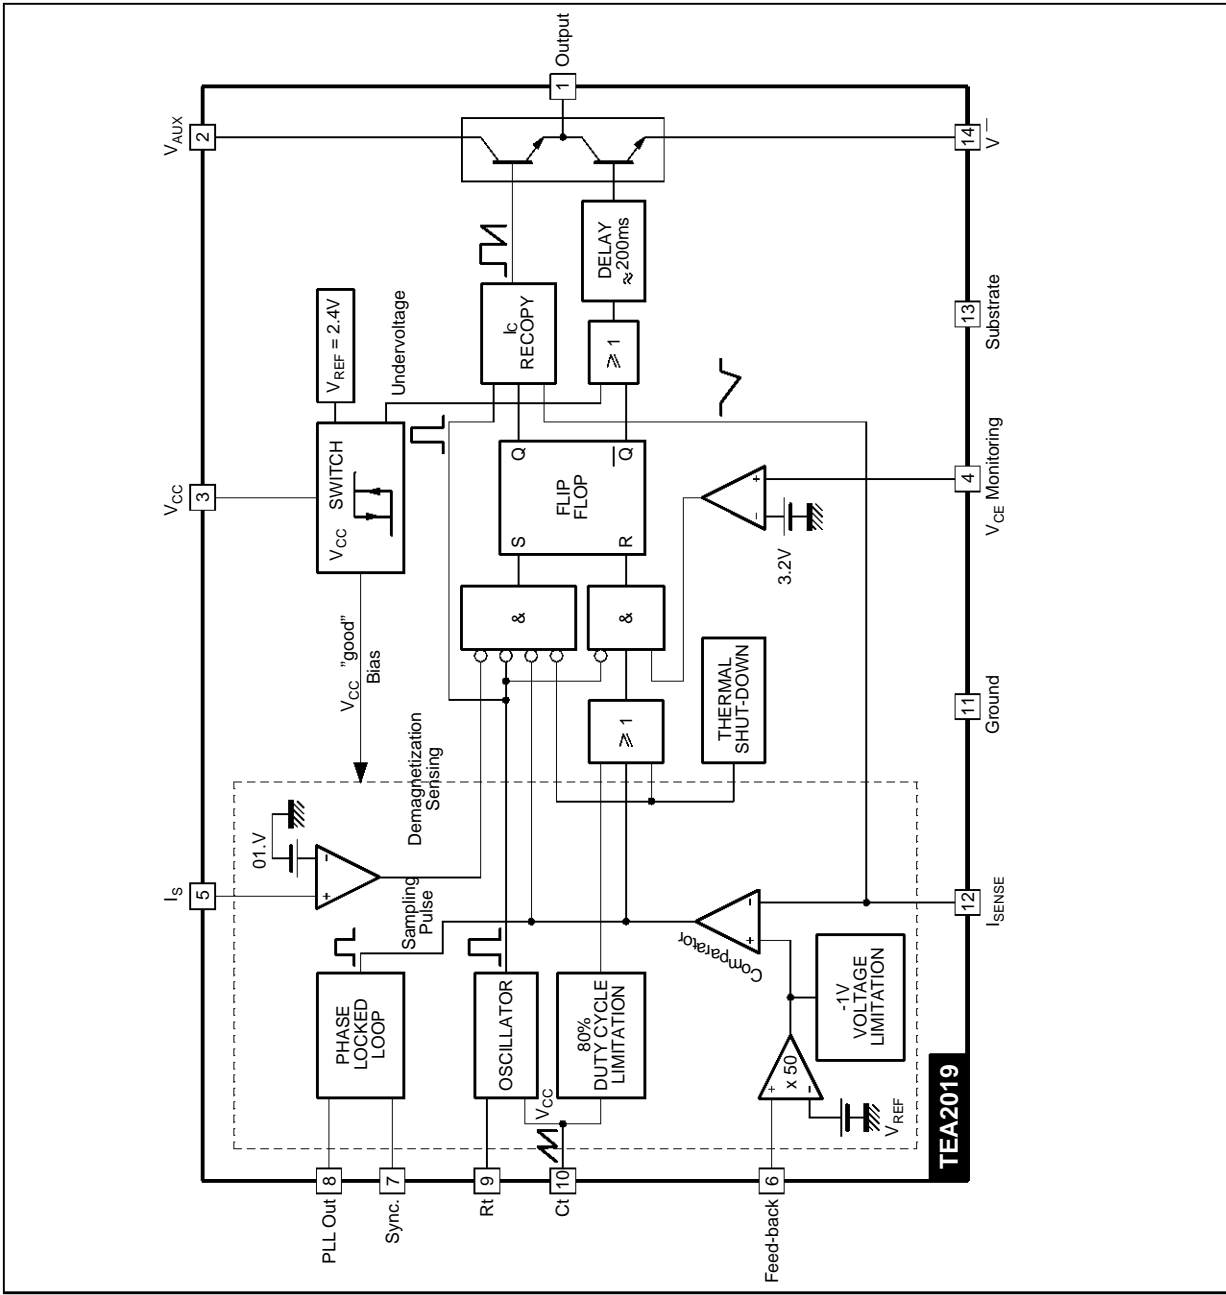 PLL Out
8
Sync.
7
Rt
9
Ct
10
Feed-back
6
TEA2019
PHASE
LOCKED
LOOP
OSCILLATOR
VCC
80%
DUTY CYCLE
LIMITATION
x 50
+
-
VREF
-1V
VOLTAGE
LIMITATION
Comparator
+
-
Sampling
Pulse
IS
5
01.V
+
-
Demagnetization
Sensing
VCC "good"
Bias
≥ 1
THERMAL
SHUT-DOWN
&
&
S
R
FLIP
FLOP
Q
Q
3.2V
-
+
VCC
3
VCC SWITCH
VREF = 2.4V
Undervoltage
IC
RECOPY
≥ 1
DELAY
≈200ms
VAUX
2
1
Output
14
V–
13
Substrate
4
VCE Monitoring
11
Ground
12
ISENSE